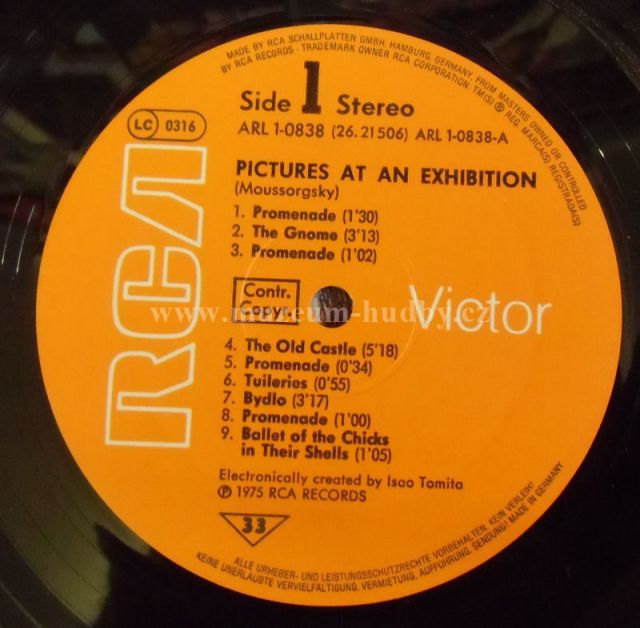 MADE BY RCA SCHALLPLATTEN GMBH, HAMBURG, GERMANY, FROM MASTERS OWNED OR CONTROLLED
BY RCA RECORDS · TRADEMARK OWNER RCA CORPORATION. TM(S) ® REG. MARCA(S) REGISTRADA(S)
Side 1 Stereo
LC 0316
ARL 1-0838 (26.21506) ARL 1-0838-A
RCA
PICTURES AT AN EXHIBITION
(Moussorgsky)
1. Promenade (1'30)
2. The Gnome (3'13)
3. Promenade (1'02)
Contr.
Copyr.
Victor
www.muzeum-hudby.cz
4. The Old Castle (5'18)
5. Promenade (0'34)
6. Tuileries (0'55)
7. Bydlo (3'17)
8. Promenade (1'00)
9. Ballet of the Chicks
in Their Shells (1'05)
Electronically created by Isao Tomita
℗ 1975 RCA RECORDS
33
ALLE URHEBER- UND LEISTUNGSSCHUTZRECHTE VORBEHALTEN. KEIN VERLEIH!
KEINE UNERLAUBTE VERVIELFÄLTIGUNG, VERMIETUNG, AUFFÜHRUNG, SENDUNG! MADE IN GERMANY